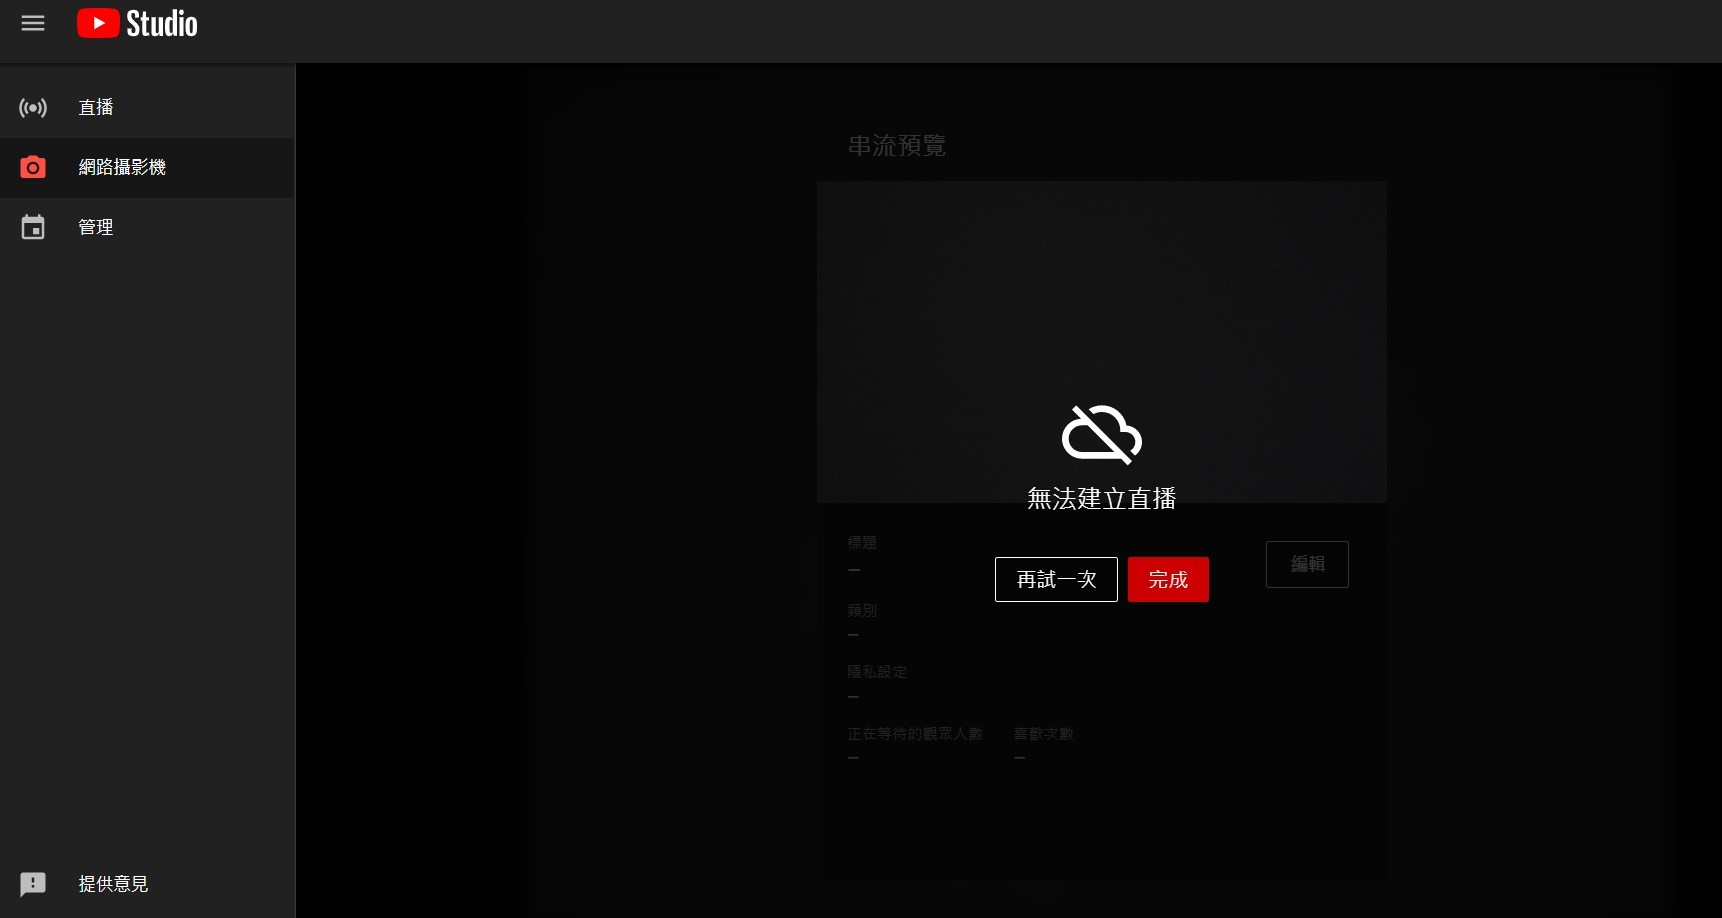 Studio
直播
網路攝影機
管理
串流預覽
無法建立直播
標題
—
再試一次
完成
編輯
類別
—
隱私設定
—
正在等待的觀眾人數
喜歡次數
—
—
提供意見